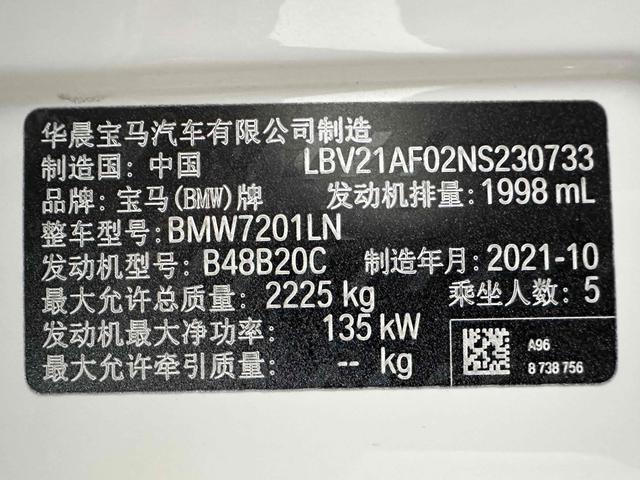 华晨宝马汽车有限公司制造
制造国: 中国 LBV21AF02NS230733
品牌: 宝马(BMW)牌 发动机排量: 1998 mL
整车型号: BMW7201LN
发动机型号: B48B20C 制造年月: 2021-10
最大允许总质量: 2225 kg 乘坐人数: 5
发动机最大净功率: 135 kW
最大允许牵引质量: -- kg
A96
8 738 756